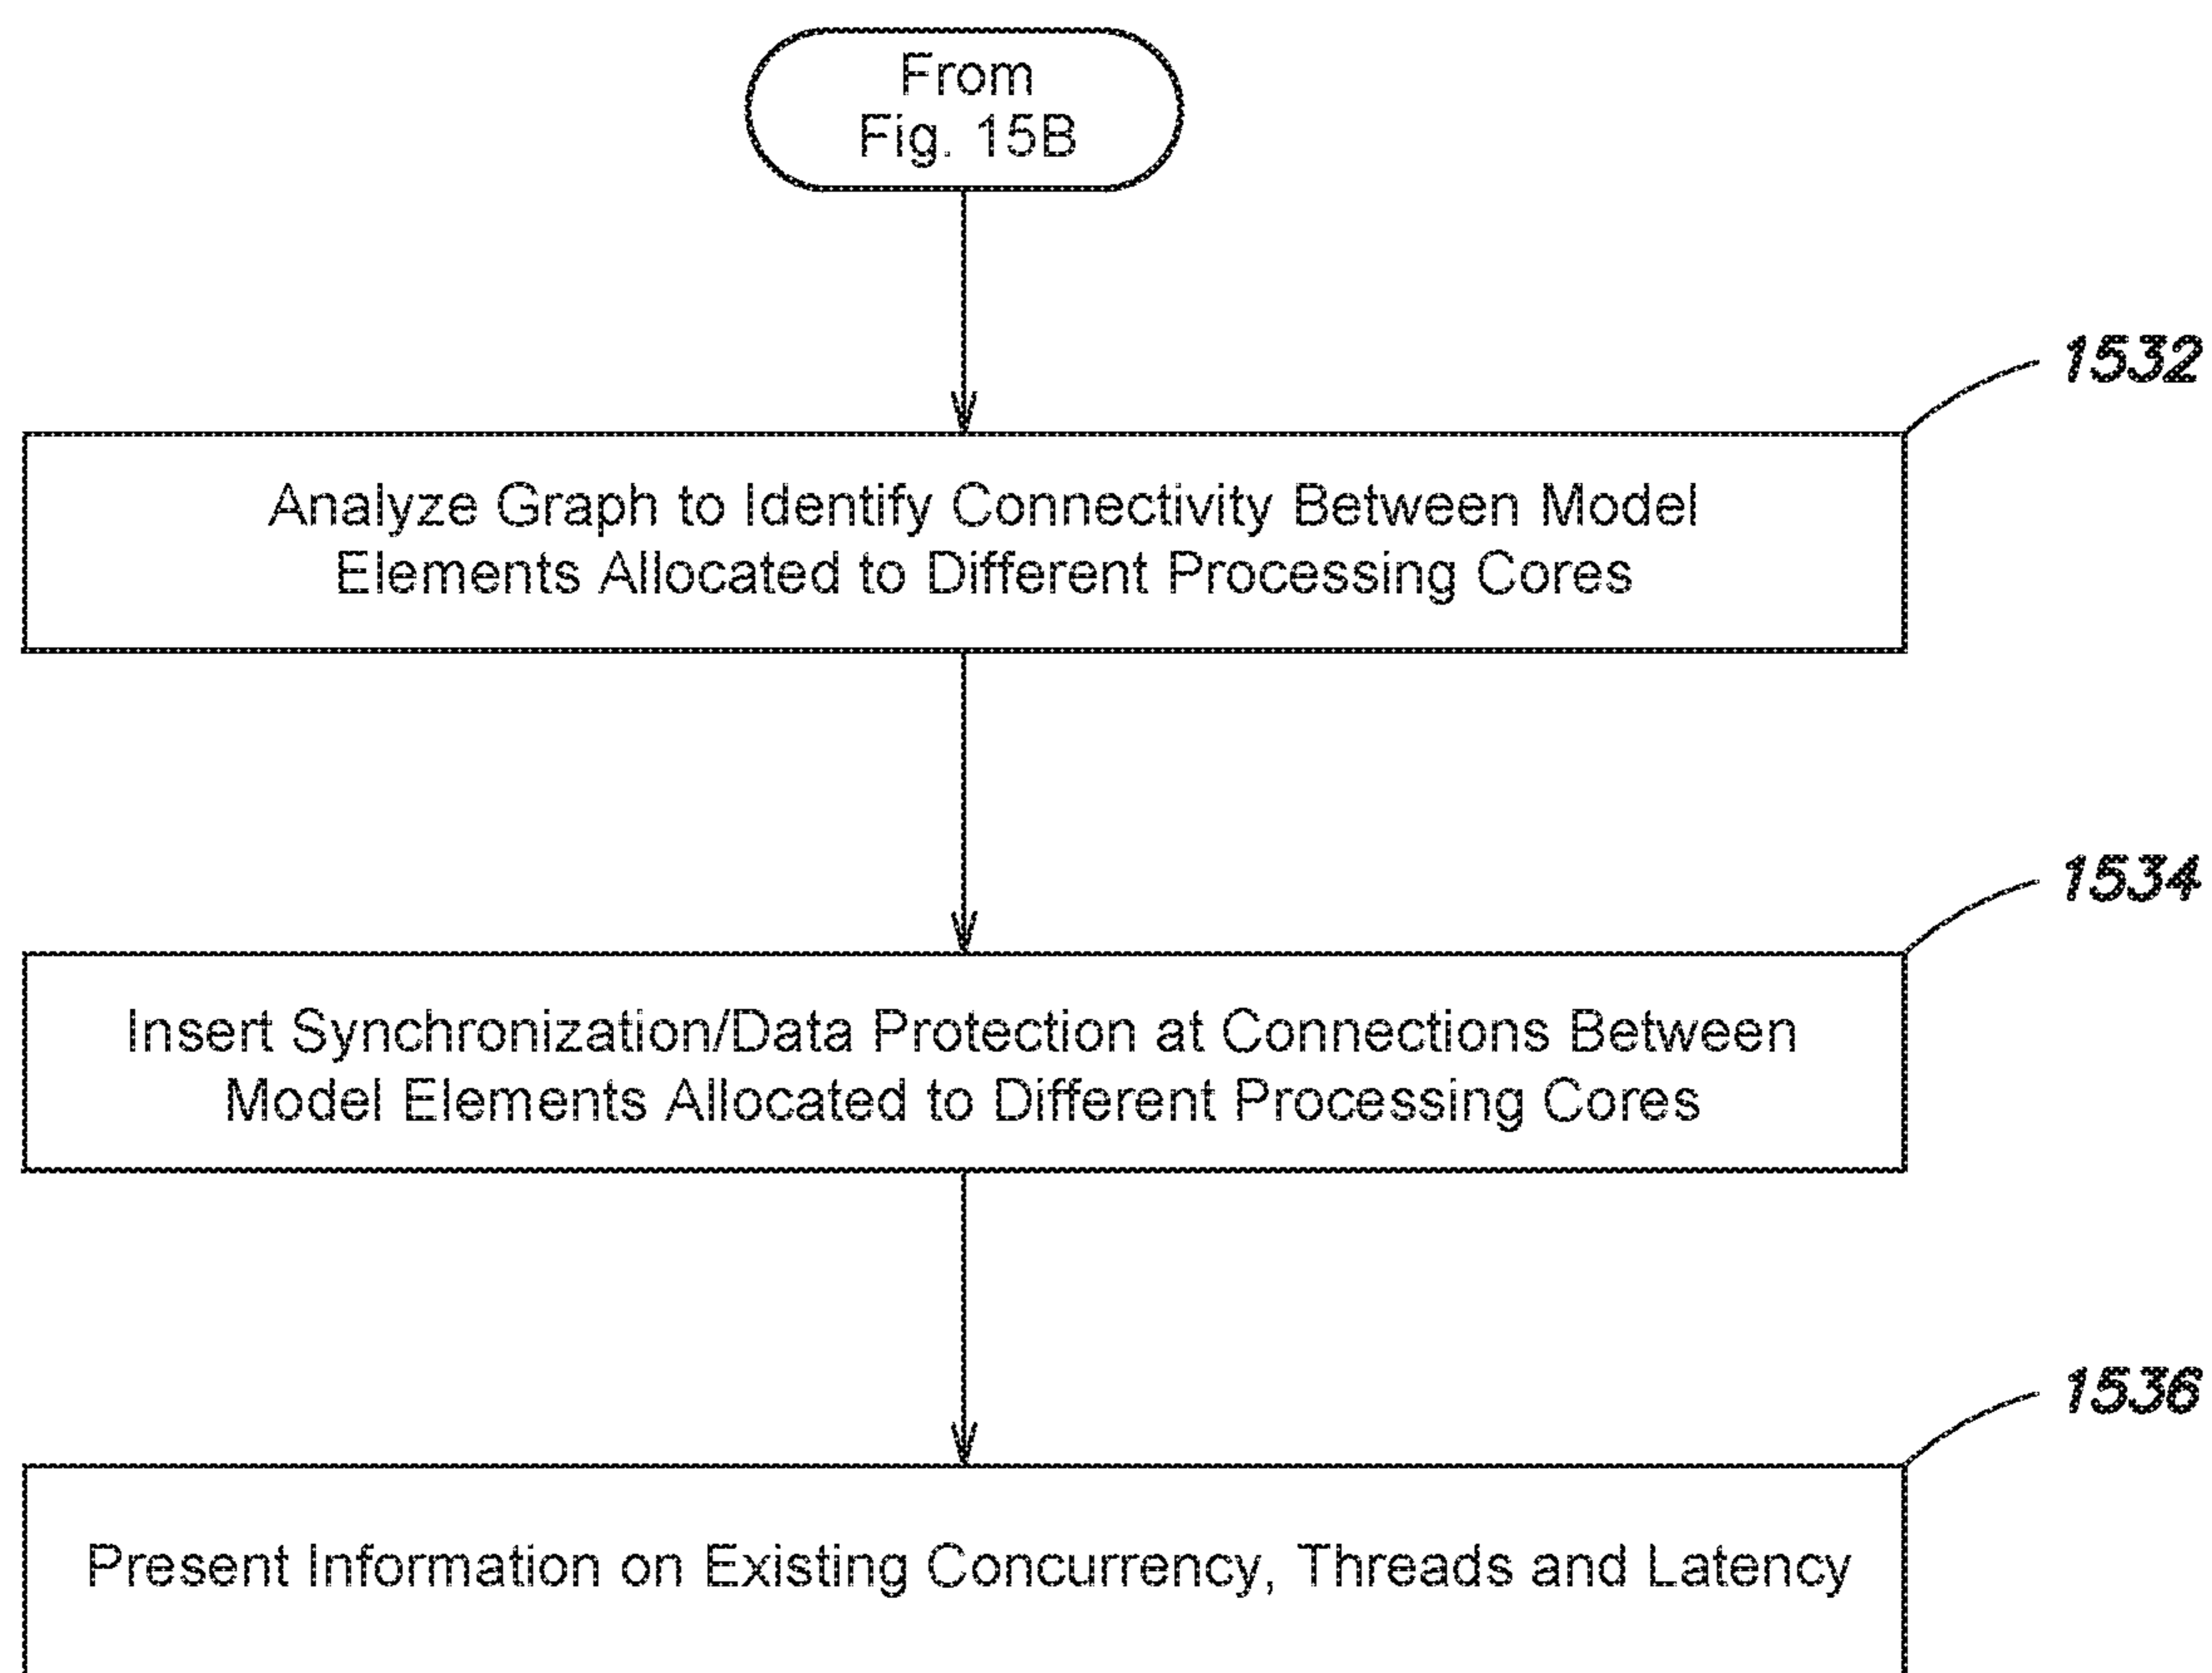 From
Fig. 15B
1532
Analyze Graph to Identify Connectivity Between Model
Elements Allocated to Different Processing Cores
1534
Insert Synchronization/Data Protection at Connections Between
Model Elements Allocated to Different Processing Cores
1536
Present Information on Existing Concurrency, Threads and Latency